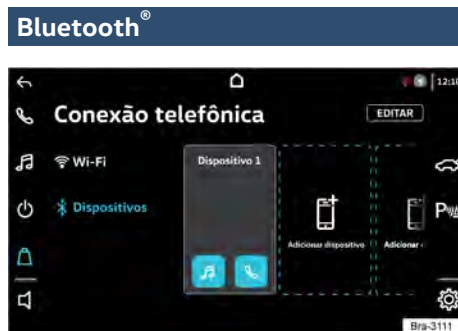 Bluetooth®
12:10
Conexão telefônica
EDITAR
Wi-Fi
Dispositivo 1
Dispositivos
Adicionar dispositivo
Adicionar
Bra-3111